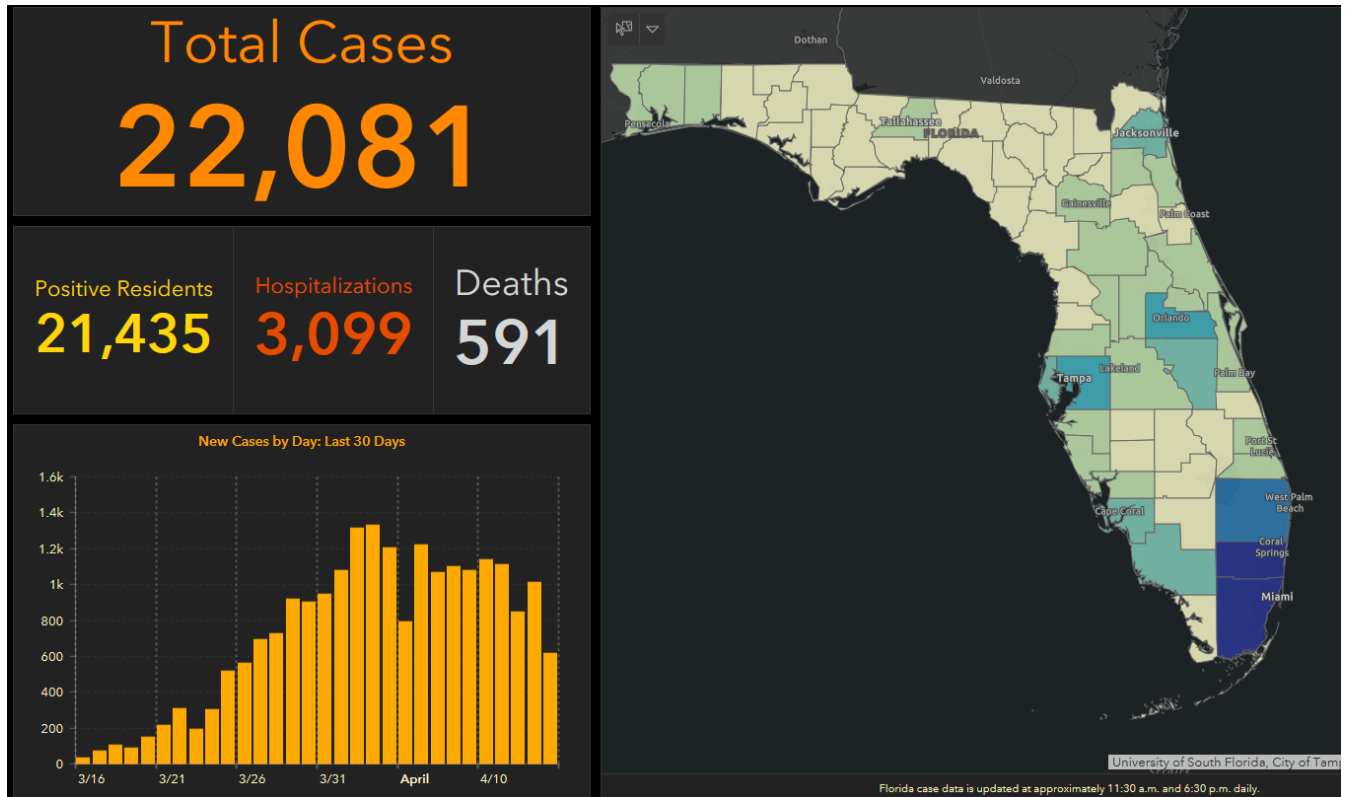 Total Cases
22,081
Positive Residents
21,435
Hospitalizations
3,099
Deaths
591
New Cases by Day: Last 30 Days
1.6k
1.4k
1.2k
1k
800
600
400
200
0
3/16
3/21
3/26
3/31
April
4/10
Dothan
Valdosta
Pensacola
Tallahassee
FLORIDA
Jacksonville
Gainesville
Palm Coast
Orlando
Tampa
Lakeland
Palm Bay
Port St
Lucie
Cape Coral
West Palm
Beach
Coral
Springs
Miami
University of South Florida, City of Tam
Florida case data is updated at approximately 11:30 a.m. and 6:30 p.m. daily.